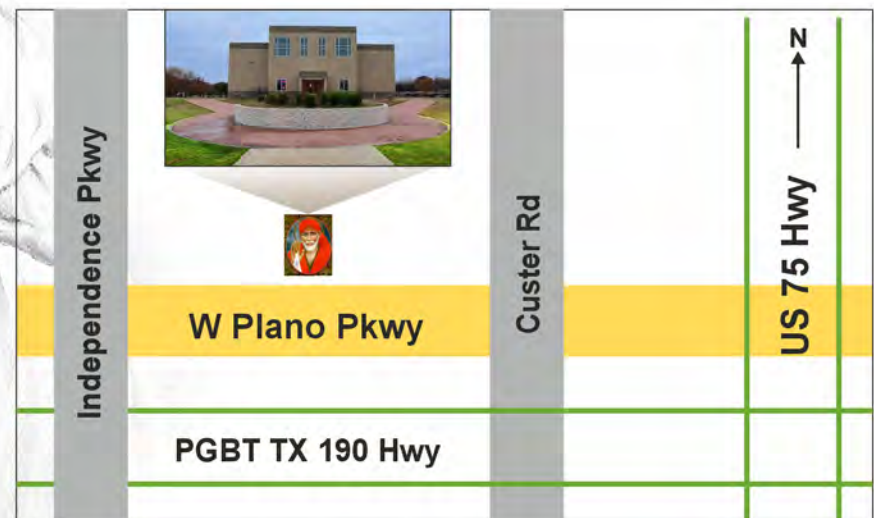 Independence Pkwy
Custer Rd
US 75 Hwy
N
W Plano Pkwy
PGBT TX 190 Hwy